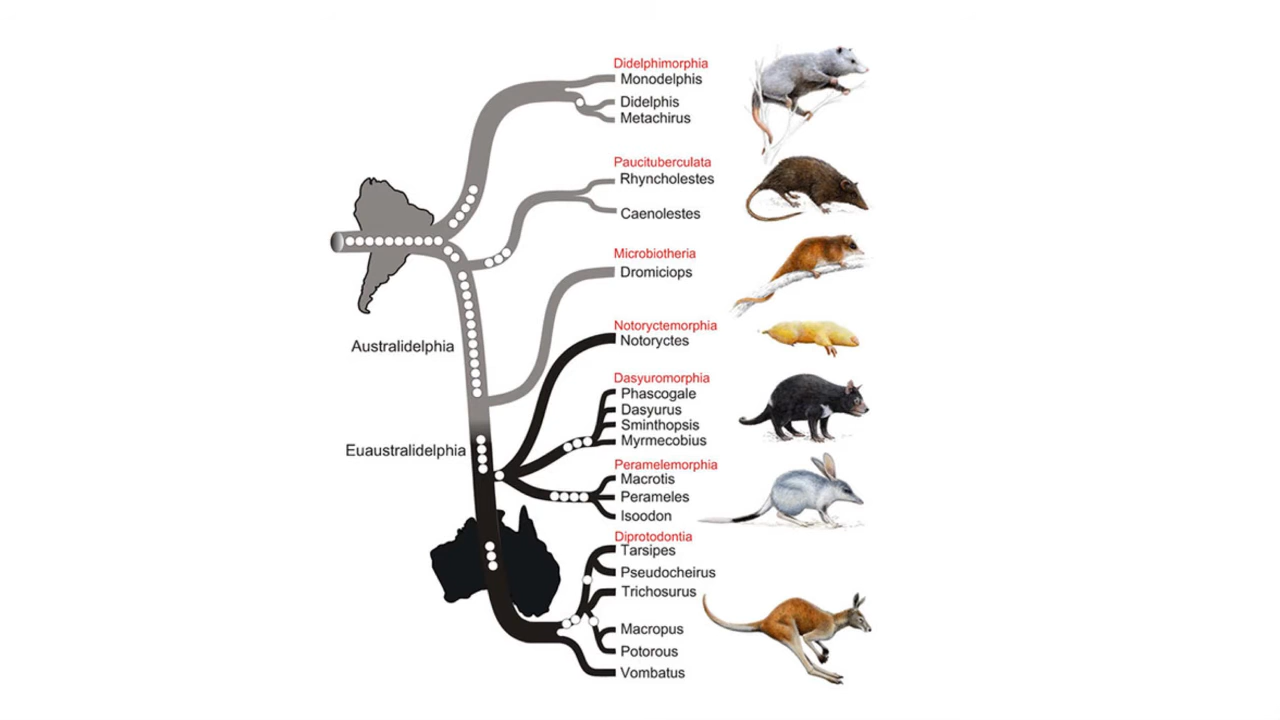 Didelphimorphia
Monodelphis
Didelphis
Metachirus
Paucituberculata
Rhyncholestes
Caenolestes
Microbiotheria
Dromiciops
Notoryctemorphia
Notoryctes
Australidelphia
Dasyuromorphia
Phascogale
Dasyurus
Sminthopsis
Myrmecobius
Euaustralidelphia
Peramelemorphia
Macrotis
Perameles
Isoodon
Diprotodontia
Tarsipes
Pseudocheirus
Trichosurus
Macropus
Potorous
Vombatus